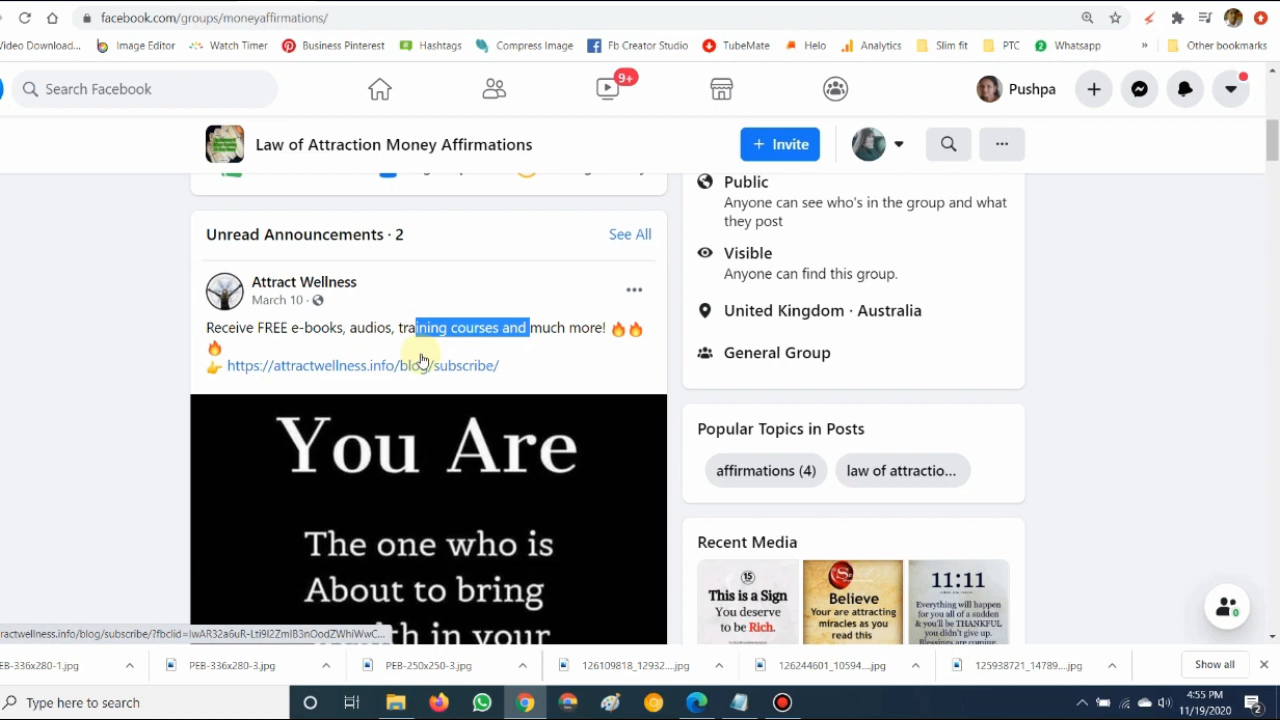 facebook.com/groups/moneyaffirmations/
Video Download...
Image Editor
Watch Timer
Business Pinterest
Hashtags
Compress Image
Fb Creator Studio
TubeMate
Helo
Analytics
Slim fit
PTC
Whatsapp
»
Other bookmarks
Search Facebook
9+
Pushpa
Law of Attraction Money Affirmations
+ Invite
Unread Announcements · 2
See All
Attract Wellness
March 10 ·
Receive FREE e-books, audios, training courses and much more! 🔥🔥
🔥
👉 https://attractwellness.info/blog/subscribe/
You Are
The one who is
About to bring
in your
Public
Anyone can see who's in the group and what
they post
Visible
Anyone can find this group.
United Kingdom · Australia
General Group
Popular Topics in Posts
affirmations (4)
law of attractio...
Recent Media
15
This is a Sign
You deserve
to be Rich.
Believe
Your are attracting
miracles as you
read this
11:11
Everything will happen
for you all of a sudden
& you'll be THANKFUL
you didn't give up.
Blessings are coming.
PEB-336x280-1.jpg
PEB-336x280-3.jpg
PEB-250x250-3.jpg
126109818_12932....jpg
126244601_10594....jpg
125938721_14789....jpg
Show all
Type here to search
4:55 PM
11/19/2020
2